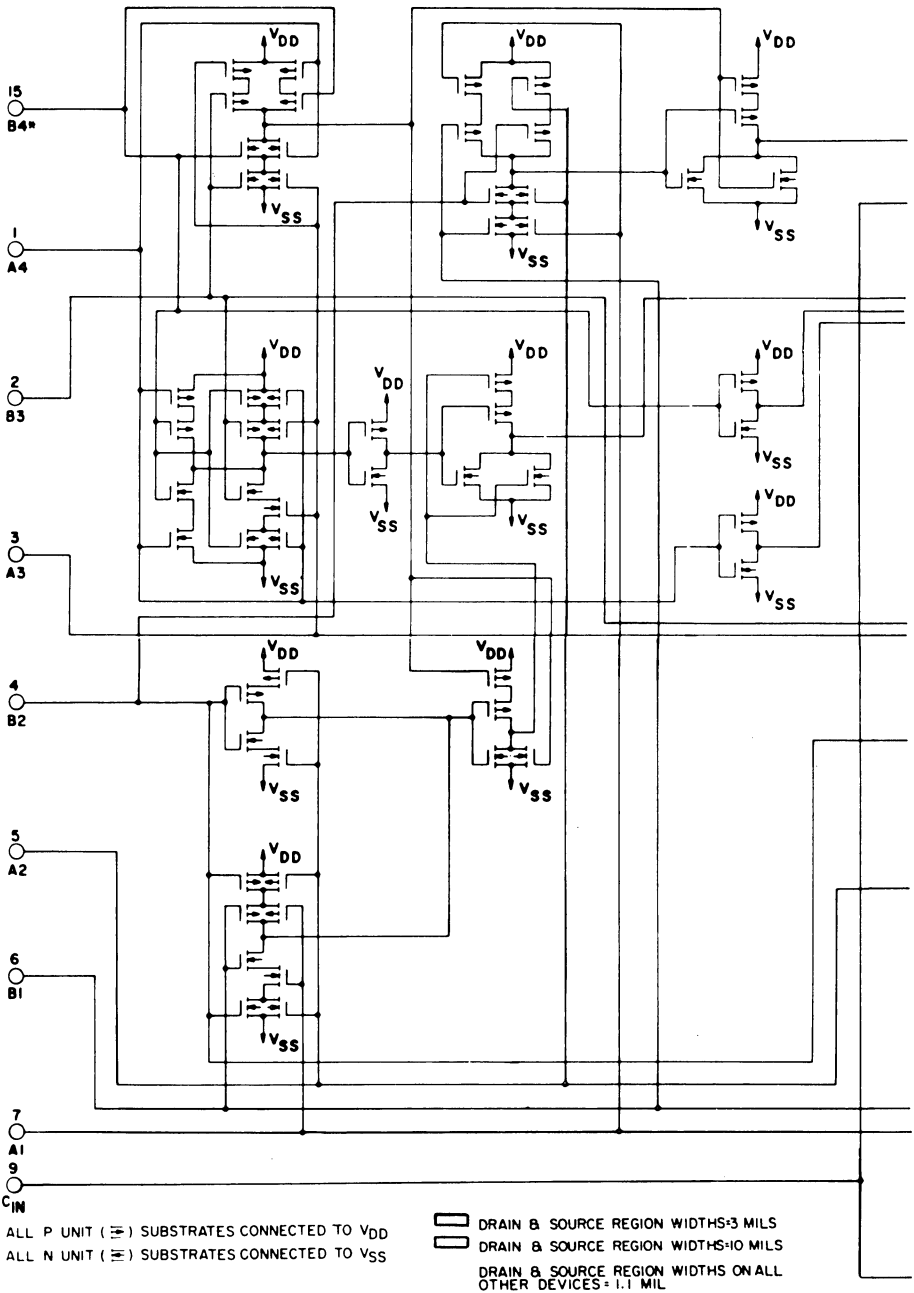 VDD
VDD
VDD
15
B4*
VSS
VSS
VSS
1
A4
2
B3
VDD
VDD
VDD
VDD
VSS
VSS
VSS
VSS
VDD
VSS
3
A3
4
B2
VDD
VDD
VSS
VSS
5
A2
VDD
6
B1
VSS
7
A1
9
CIN
ALL P UNIT ( ) SUBSTRATES CONNECTED TO VDD
ALL N UNIT ( ) SUBSTRATES CONNECTED TO VSS
DRAIN & SOURCE REGION WIDTHS=3 MILS
DRAIN & SOURCE REGION WIDTHS=10 MILS
DRAIN & SOURCE REGION WIDTHS ON ALL
OTHER DEVICES = 1.1 MIL